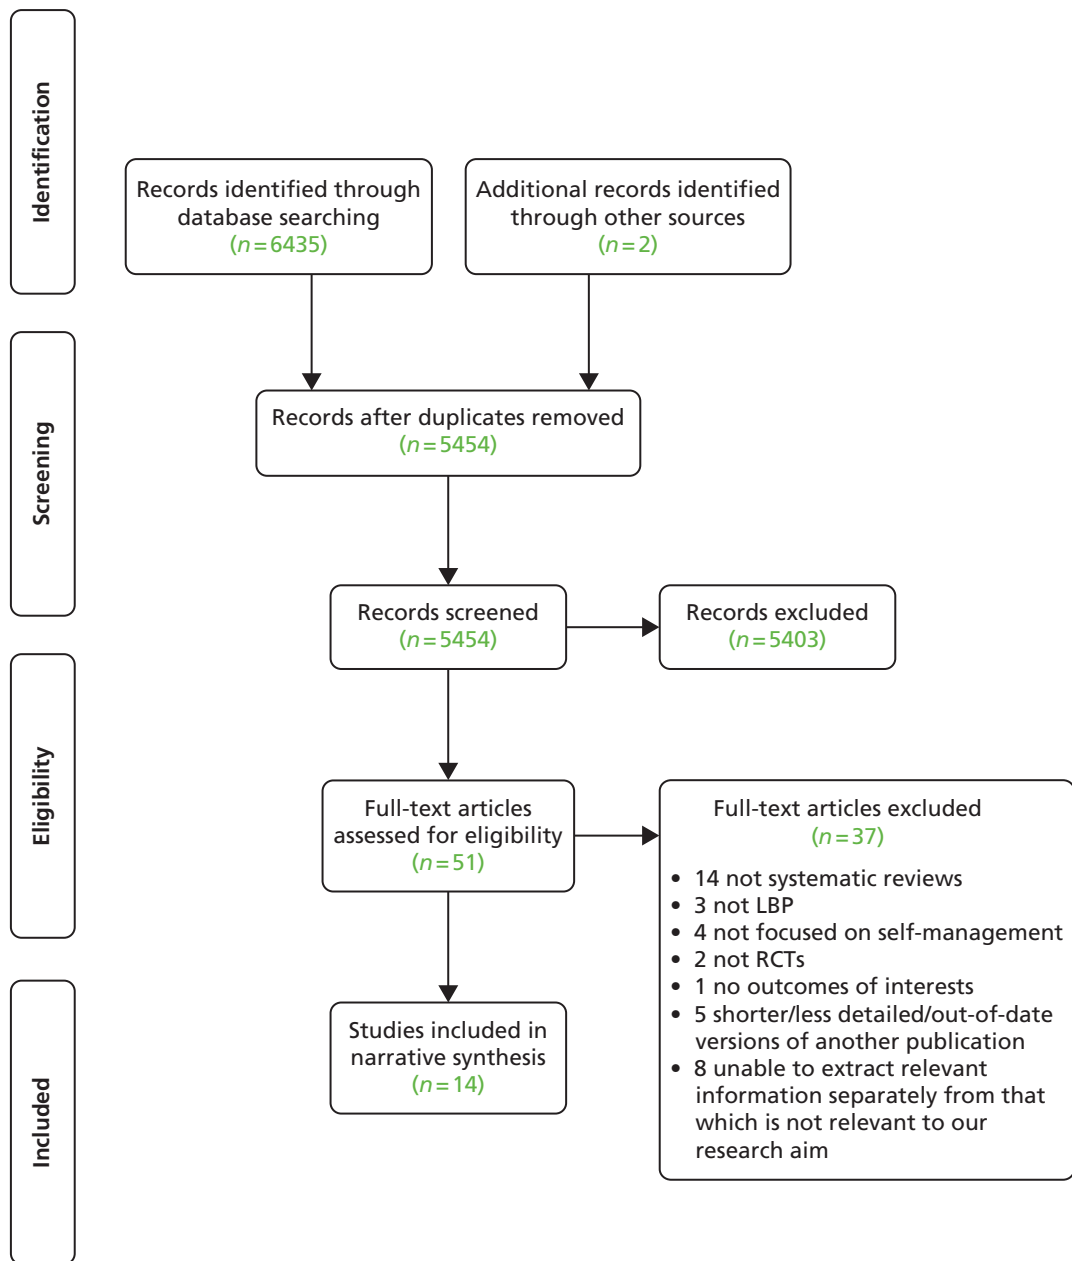 Identification
Records identified through
database searching
(n=6435)
Additional records identified
through other sources
(n=2)
Screening
Records after duplicates removed
(n=5454)
Records screened
(n=5454)
Records excluded
(n=5403)
Eligibility
Full-text articles
assessed for eligibility
(n=51)
Full-text articles excluded
(n=37)
• 14 not systematic reviews
• 3 not LBP
• 4 not focused on self-management
• 2 not RCTs
• 1 no outcomes of interests
• 5 shorter/less detailed/out-of-date
versions of another publication
• 8 unable to extract relevant
information separately from that
which is not relevant to our
research aim
Included
Studies included in
narrative synthesis
(n=14)